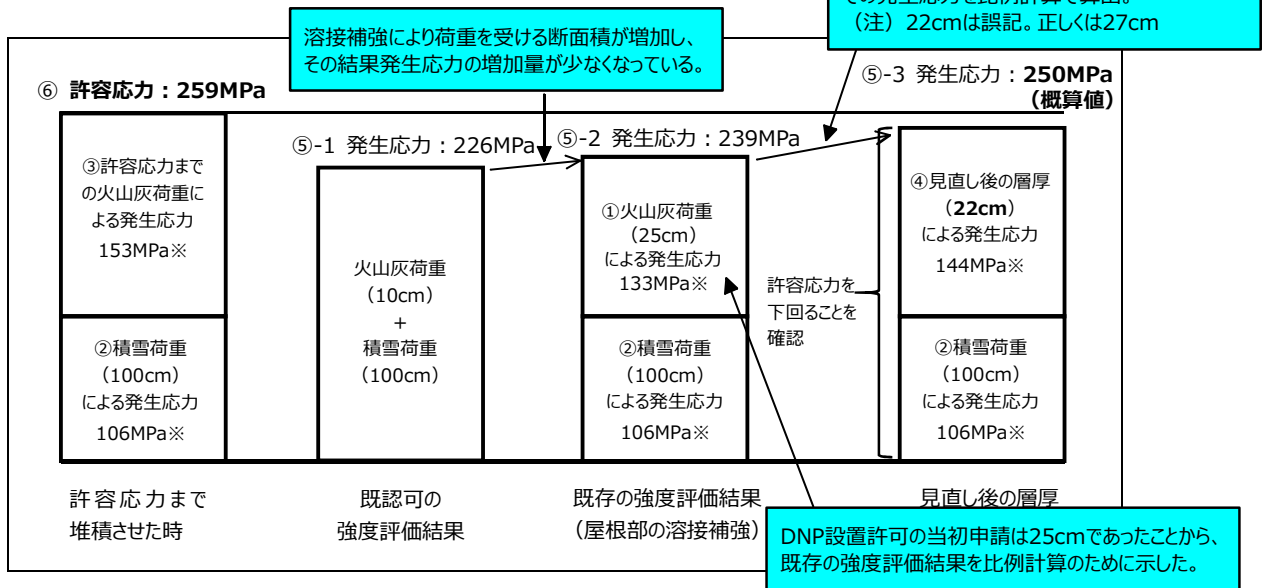 （注）22cmは誤記。正しくは27cm
溶接補強により荷重を受ける断面積が増加し、
その結果発生応力の増加量が少なくなっている。
⑥ 許容応力：259MPa
⑤-1 発生応力：226MPa
⑤-2 発生応力：239MPa
⑤-3 発生応力：250MPa
（概算値）
③許容応力まで
の火山灰荷重に
よる発生応力
153MPa※
②積雪荷重
（100cm）
による発生応力
106MPa※
火山灰荷重
（10cm）
+
積雪荷重
（100cm）
①火山灰荷重
（25cm）
による発生応力
133MPa※
②積雪荷重
（100cm）
による発生応力
106MPa※
許容応力を
下回ることを
確認
④見直し後の層厚
（22cm）
による発生応力
144MPa※
②積雪荷重
（100cm）
による発生応力
106MPa※
許容応力まで
堆積させた時
既認可の
強度評価結果
既存の強度評価結果
（屋根部の溶接補強）
見直し後の層厚
DNP設置許可の当初申請は25cmであったことから、
既存の強度評価結果を比例計算のために示した。